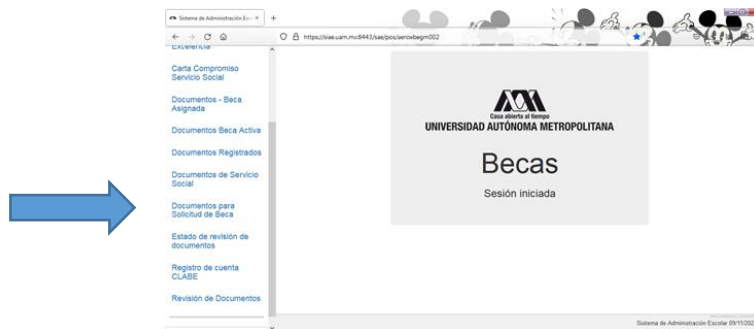 Sistema de Administración Esc
https://siae.uam.mx:8443/sae/pos/aerowbegm002
Excelencia
Carta Compromiso
Servicio Social
Documentos - Beca
Asignada
Documentos Beca Activa
Documentos Registrados
Documentos de Servicio
Social
Documentos para
Solicitud de Beca
Estado de revisión de
documentos
Registro de cuenta
CLABE
Revisión de Documentos
Casa abierta al tiempo
UNIVERSIDAD AUTÓNOMA METROPOLITANA
Becas
Sesión iniciada
Sistema de Administración Escolar 09/11/202